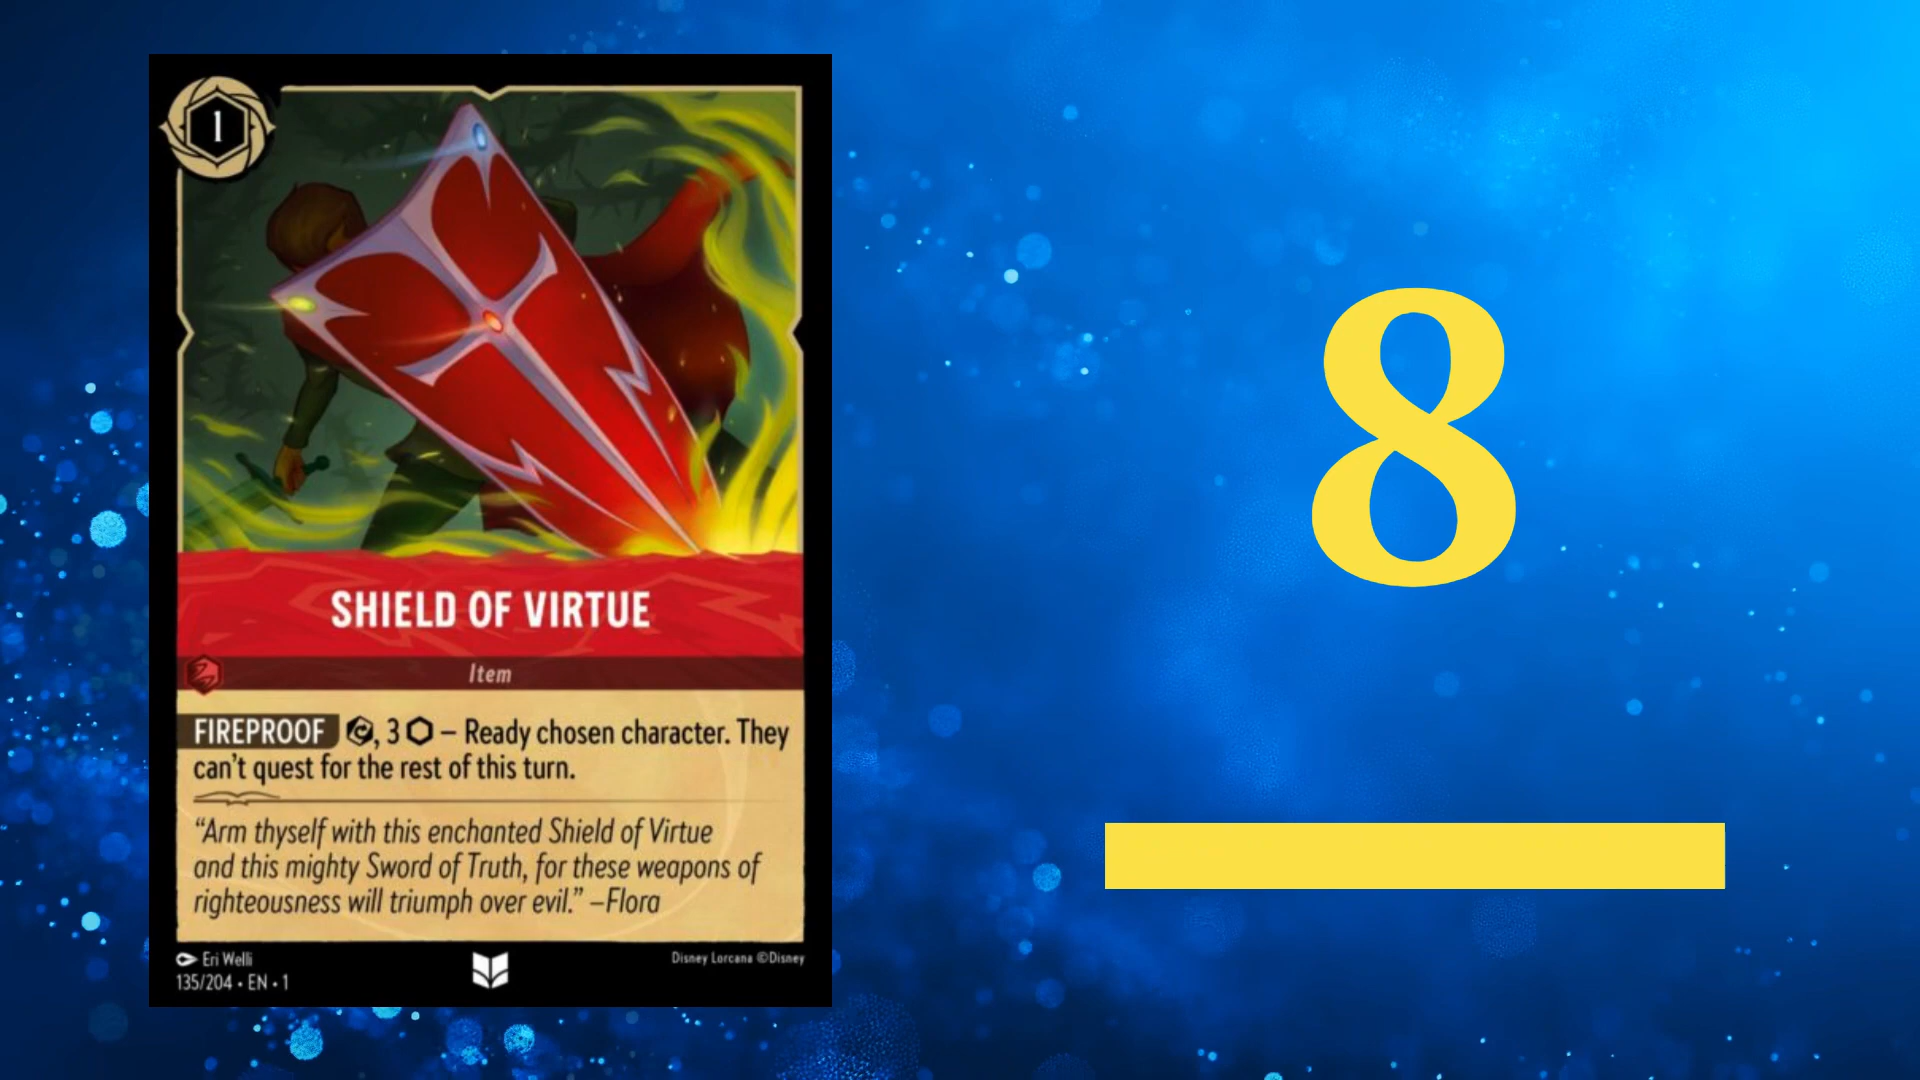 1
SHIELD OF VIRTUE
Item
FIREPROOF , 3 – Ready chosen character. They
can't quest for the rest of this turn.
“Arm thyself with this enchanted Shield of Virtue
and this mighty Sword of Truth, for these weapons of
righteousness will triumph over evil.” –Flora
Eri Welli
135/204 • EN • 1
Disney Lorcana ©Disney
8